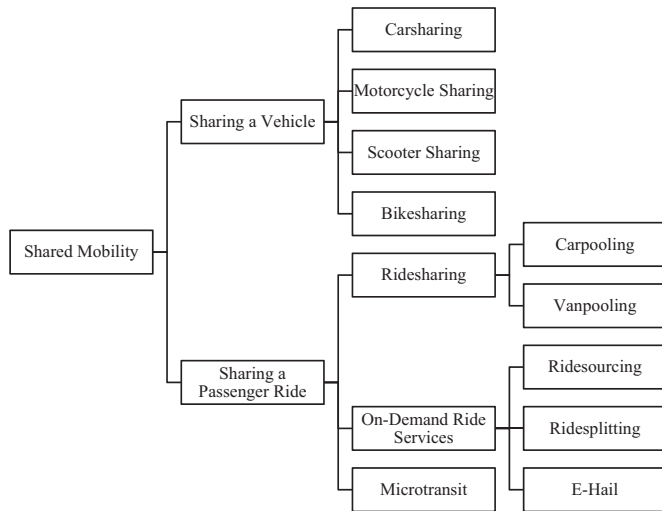 Carsharing
Motorcycle Sharing
Sharing a Vehicle
Scooter Sharing
Bikesharing
Shared Mobility
Carpooling
Ridesharing
Vanpooling
Sharing a
Passenger Ride
Ridesourcing
On-Demand Ride
Services
Ridesplitting
Microtransit
E-Hail